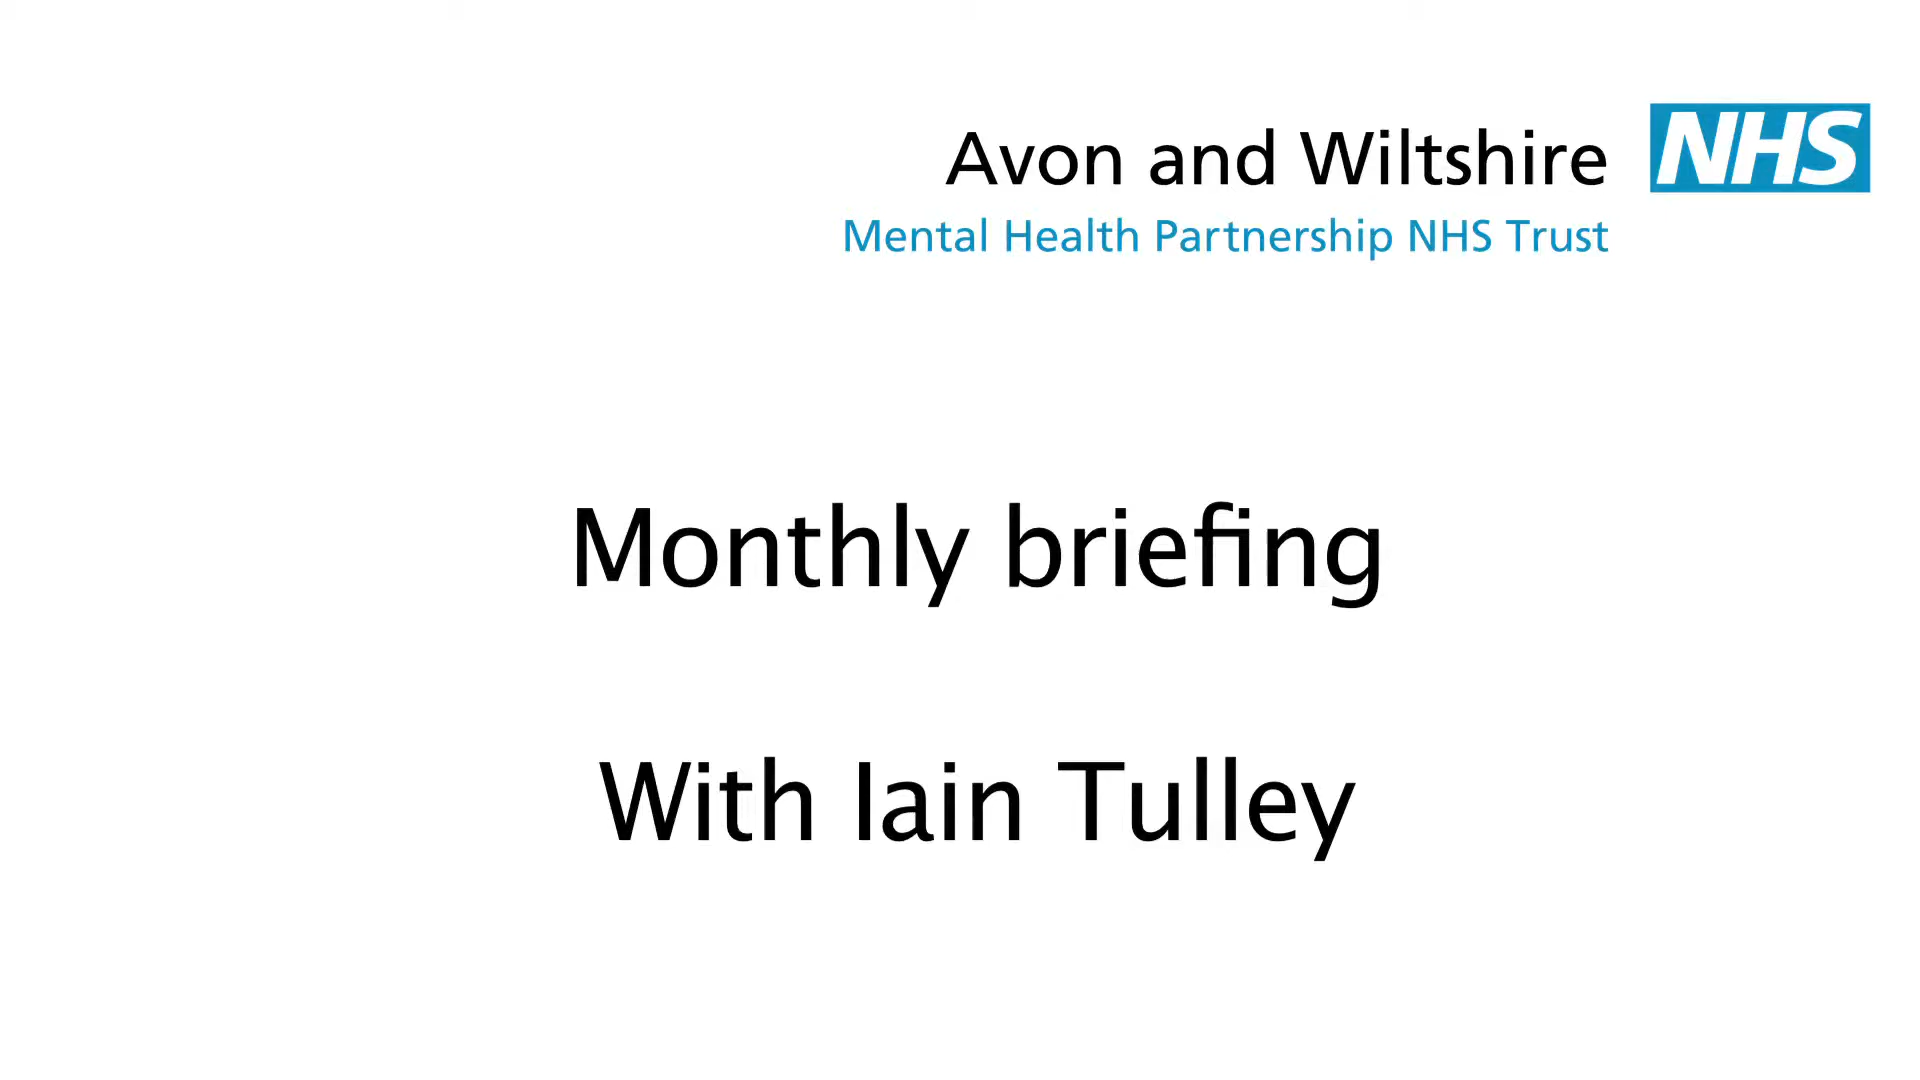 Avon and Wiltshire NHS
Mental Health Partnership NHS Trust
Monthly briefing
With Iain Tulley